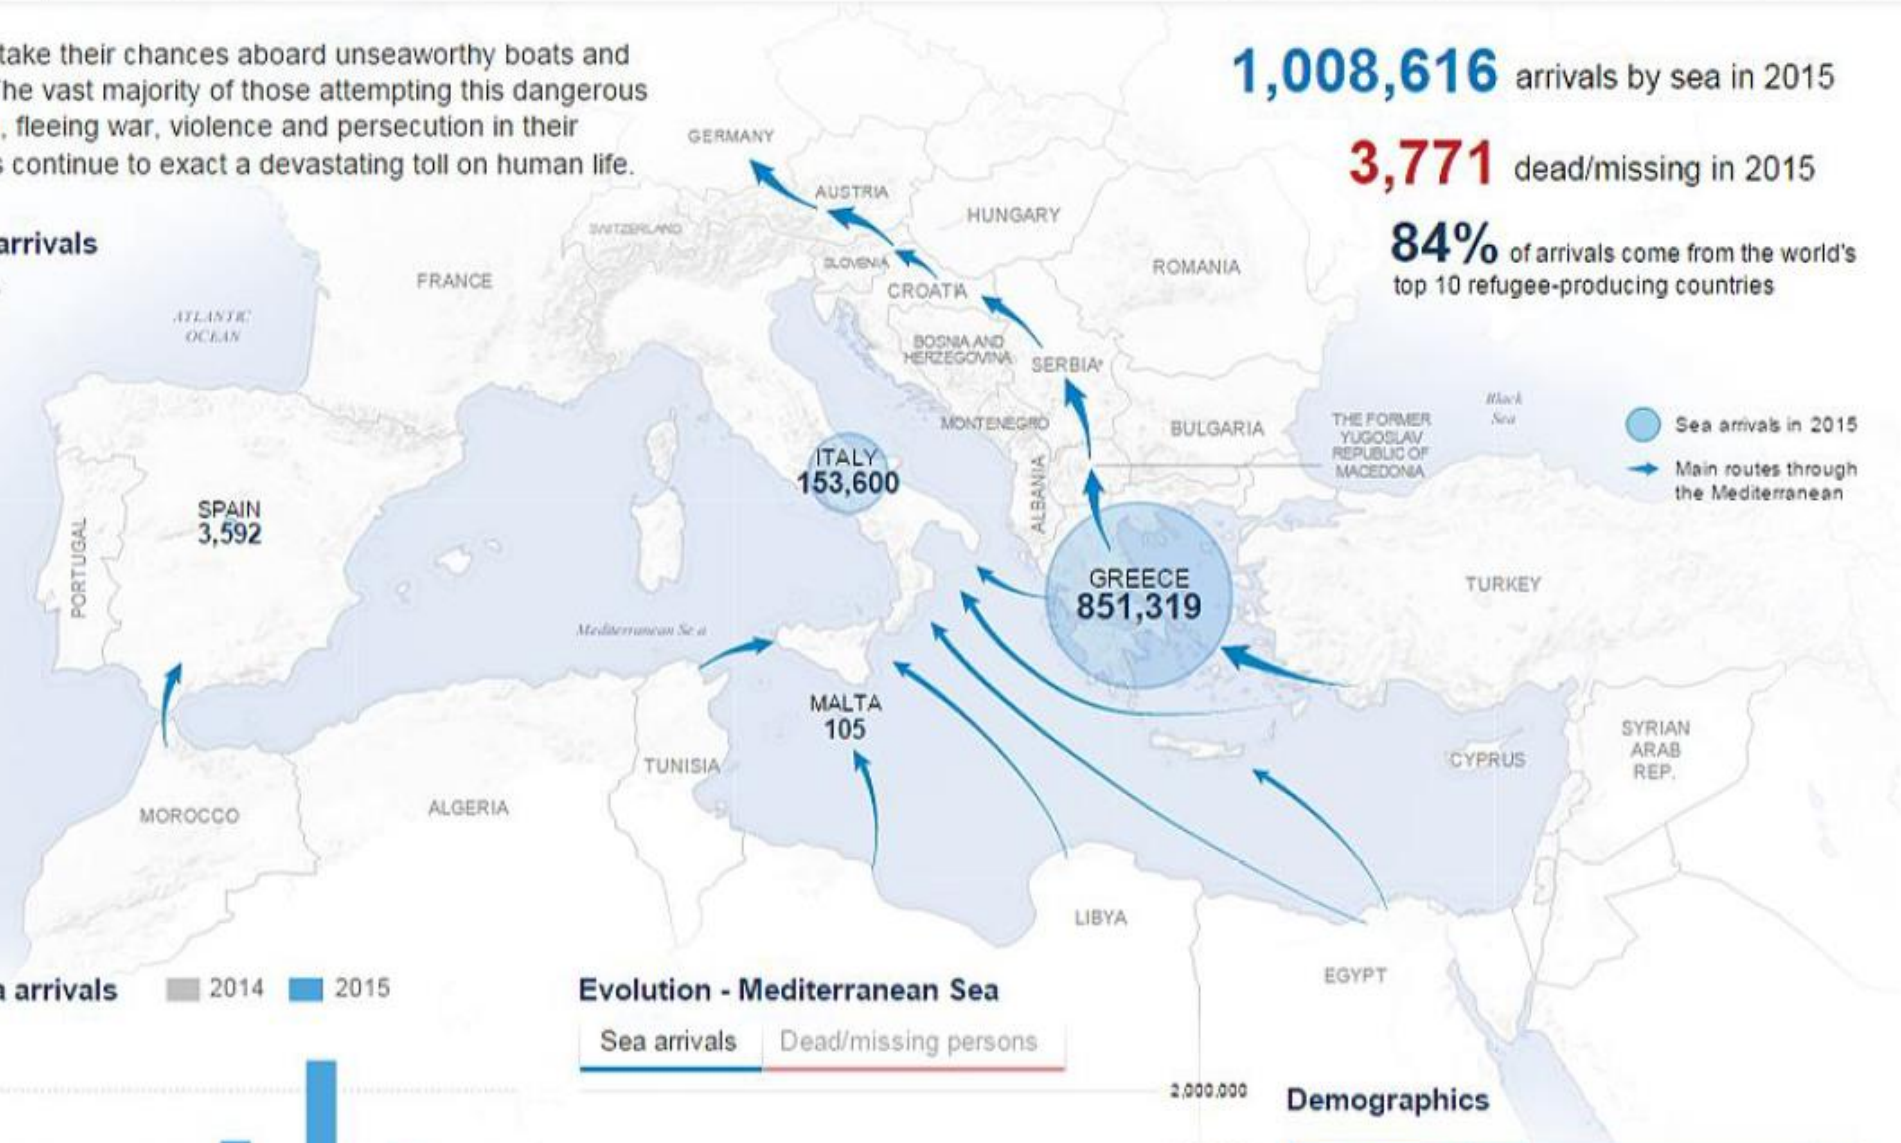 take their chances aboard unseaworthy boats and
he vast majority of those attempting this dangerous
, fleeing war, violence and persecution in their
s continue to exact a devastating toll on human life.
arrivals
1,008,616 arrivals by sea in 2015
3,771 dead/missing in 2015
84% of arrivals come from the world's
top 10 refugee-producing countries
Sea arrivals in 2015
Main routes through
the Mediterranean
GERMANY
AUSTRIA
SWITZERLAND
HUNGARY
SLOVENIA
ROMANIA
FRANCE
CROATIA
ATLANTIC
OCEAN
BOSNIA AND
HERZEGOVINA
SERBIA*
MONTENEGRO
BULGARIA
Black
Sea
THE FORMER
YUGOSLAV
REPUBLIC OF
MACEDONIA
ITALY
153,600
ALBANIA
SPAIN
3,592
PORTUGAL
GREECE
851,319
TURKEY
Mediterranean Sea
MALTA
105
SYRIAN
ARAB
REP.
CYPRUS
TUNISIA
MOROCCO
ALGERIA
LIBYA
EGYPT
a arrivals
2014
2015
Evolution - Mediterranean Sea
Sea arrivals
Dead/missing persons
2,000,000
Demographics